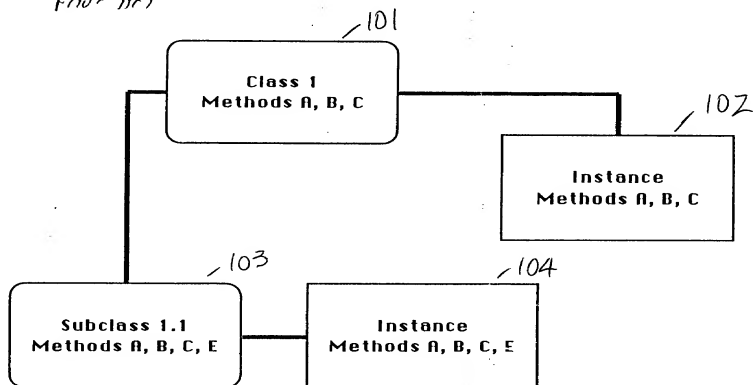 101
Class 1
Methods A, B, C
102
Instance
Methods A, B, C
103
104
Subclass 1.1
Methods A, B, C, E
Instance
Methods A, B, C, E